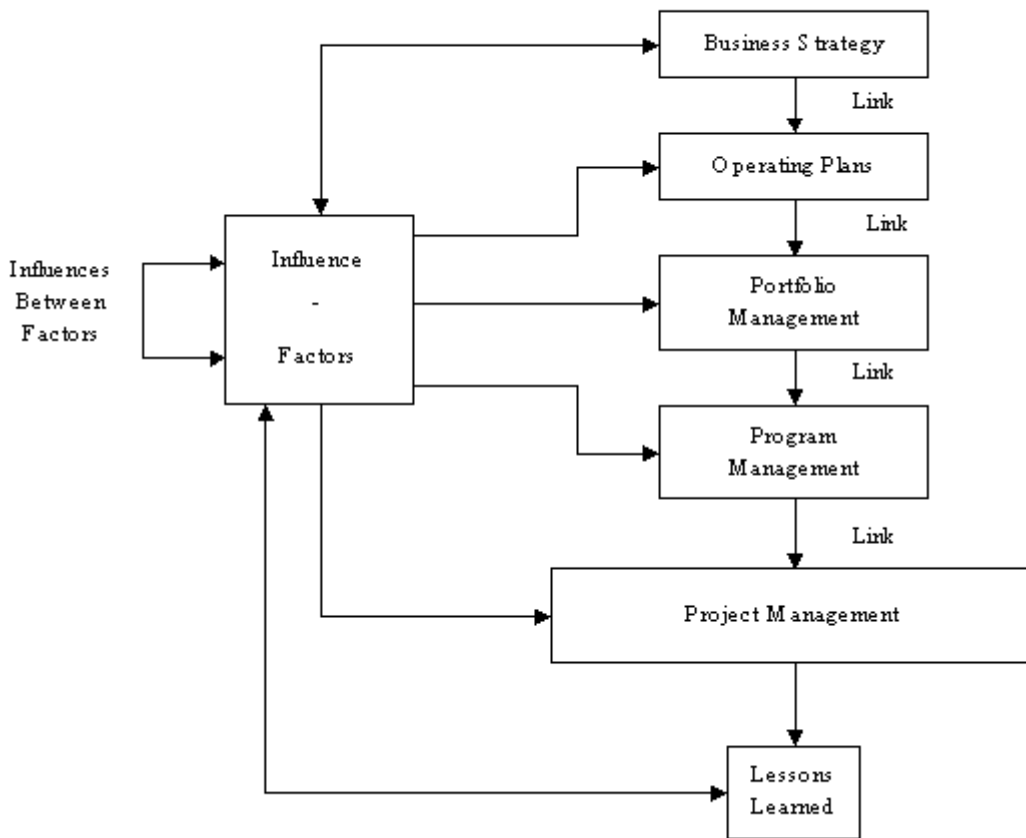 Business Strategy
Link
Operating Plans
Link
Influences
Between
Factors
Influence
-
Factors
Portfolio
Management
Link
Program
Management
Link
Project Management
Lessons
Learned